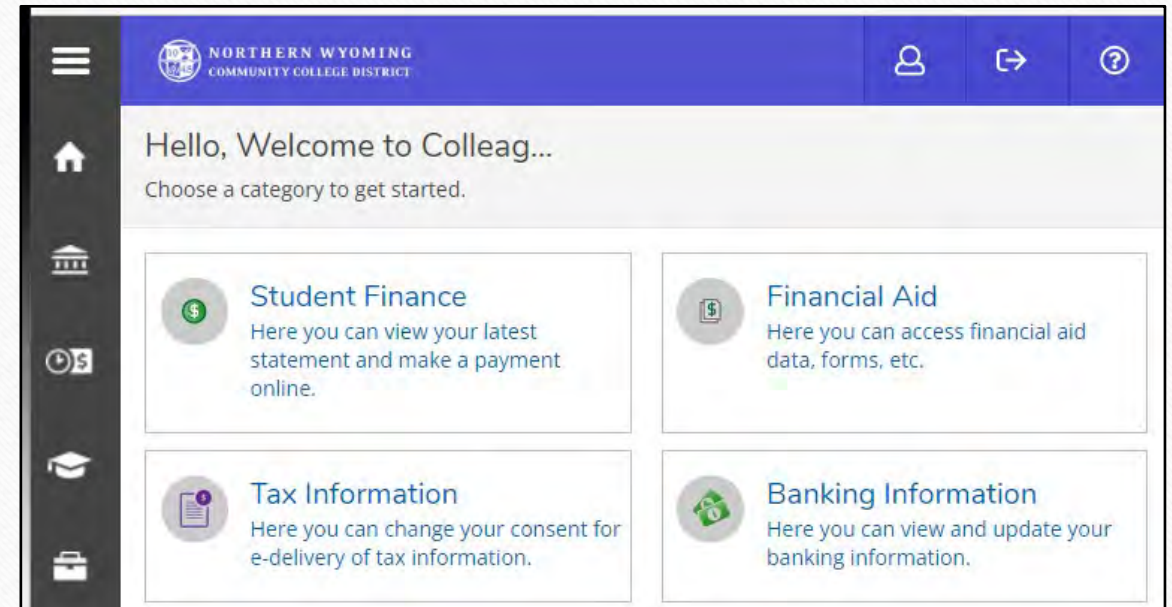 NORTHERN WYOMING
COMMUNITY COLLEGE DISTRICT
Hello, Welcome to Colleag...
Choose a category to get started.
Student Finance
Here you can view your latest
statement and make a payment
online.
Financial Aid
Here you can access financial aid
data, forms, etc.
Tax Information
Here you can change your consent for
e-delivery of tax information.
Banking Information
Here you can view and update your
banking information.